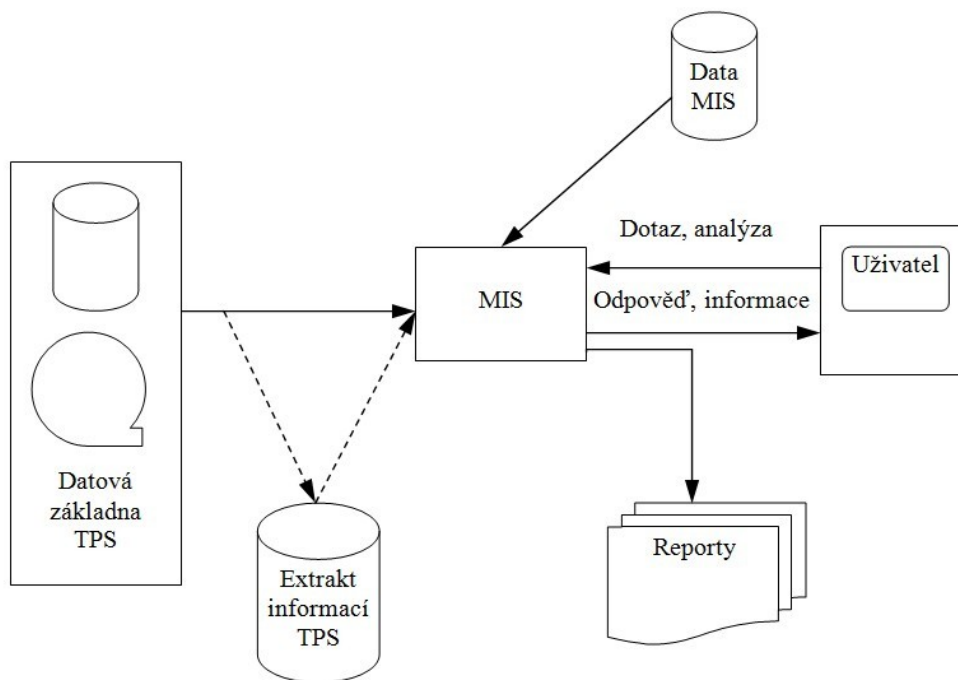 Data
MIS
Dotaz, analýza
Uživatel
MIS
Odpověď, informace
Datová
základna
TPS
Extrakt
informací
TPS
Reporty